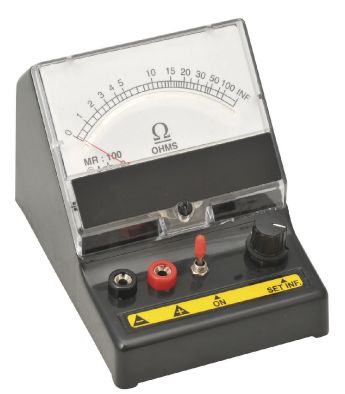 0 1 2 3 4 5 10 15 20 30 50 100 INF.
Ω
OHMS
MR : 100
- + ON SET INF.